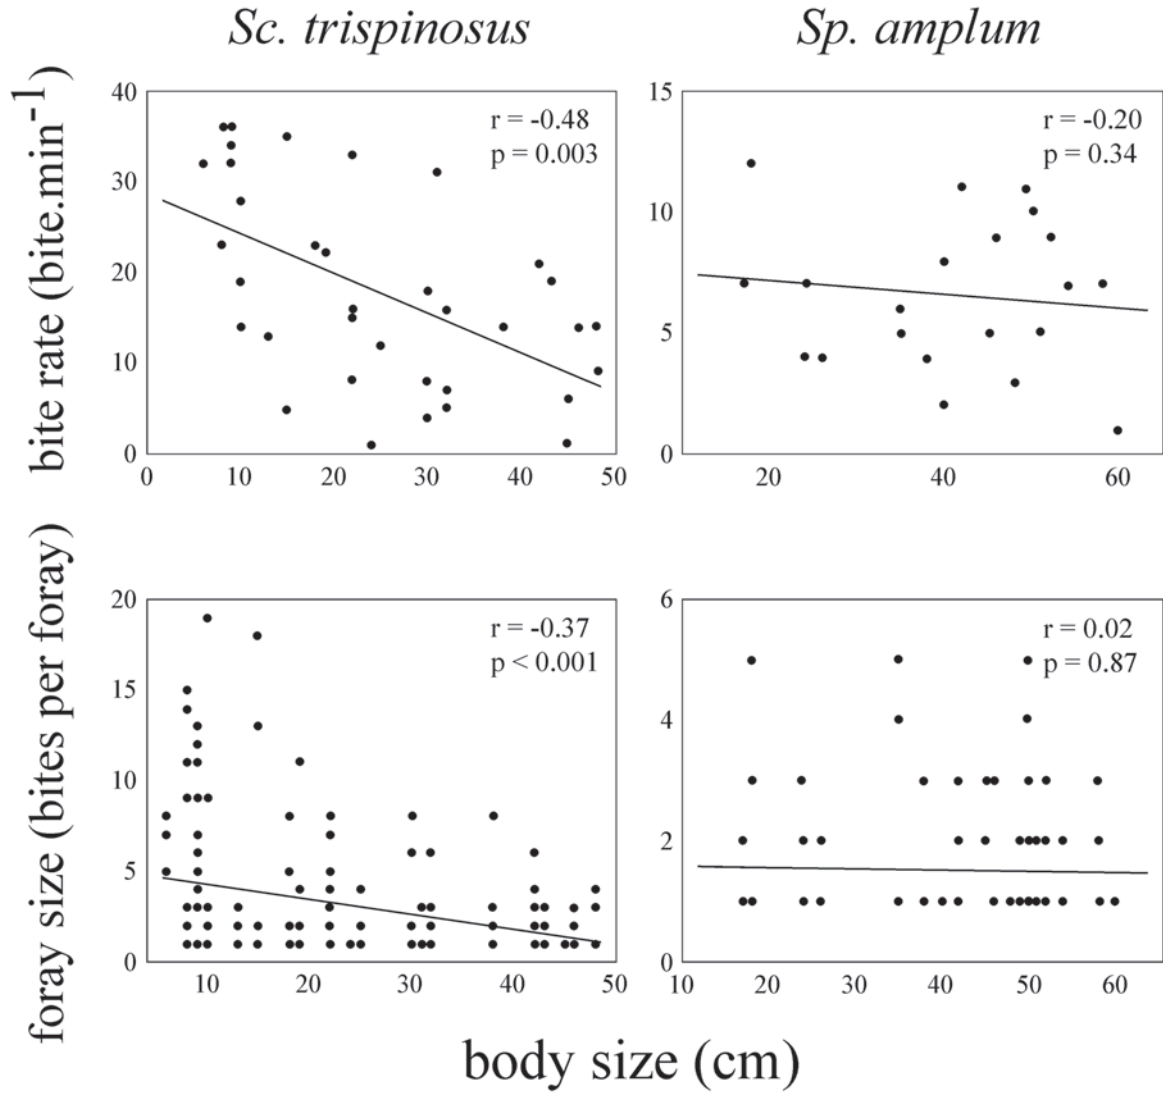 Sc. trispinosus
Sp. amplum
bite rate (bite.min-1)
40
30
20
10
0
r = -0.48
p = 0.003
0 10 20 30 40 50
15
10
5
0
r = -0.20
p = 0.34
20 40 60
foray size (bites per foray)
20
15
10
5
0
r = -0.37
p < 0.001
10 20 30 40 50
6
4
2
0
r = 0.02
p = 0.87
10 20 30 40 50 60
body size (cm)